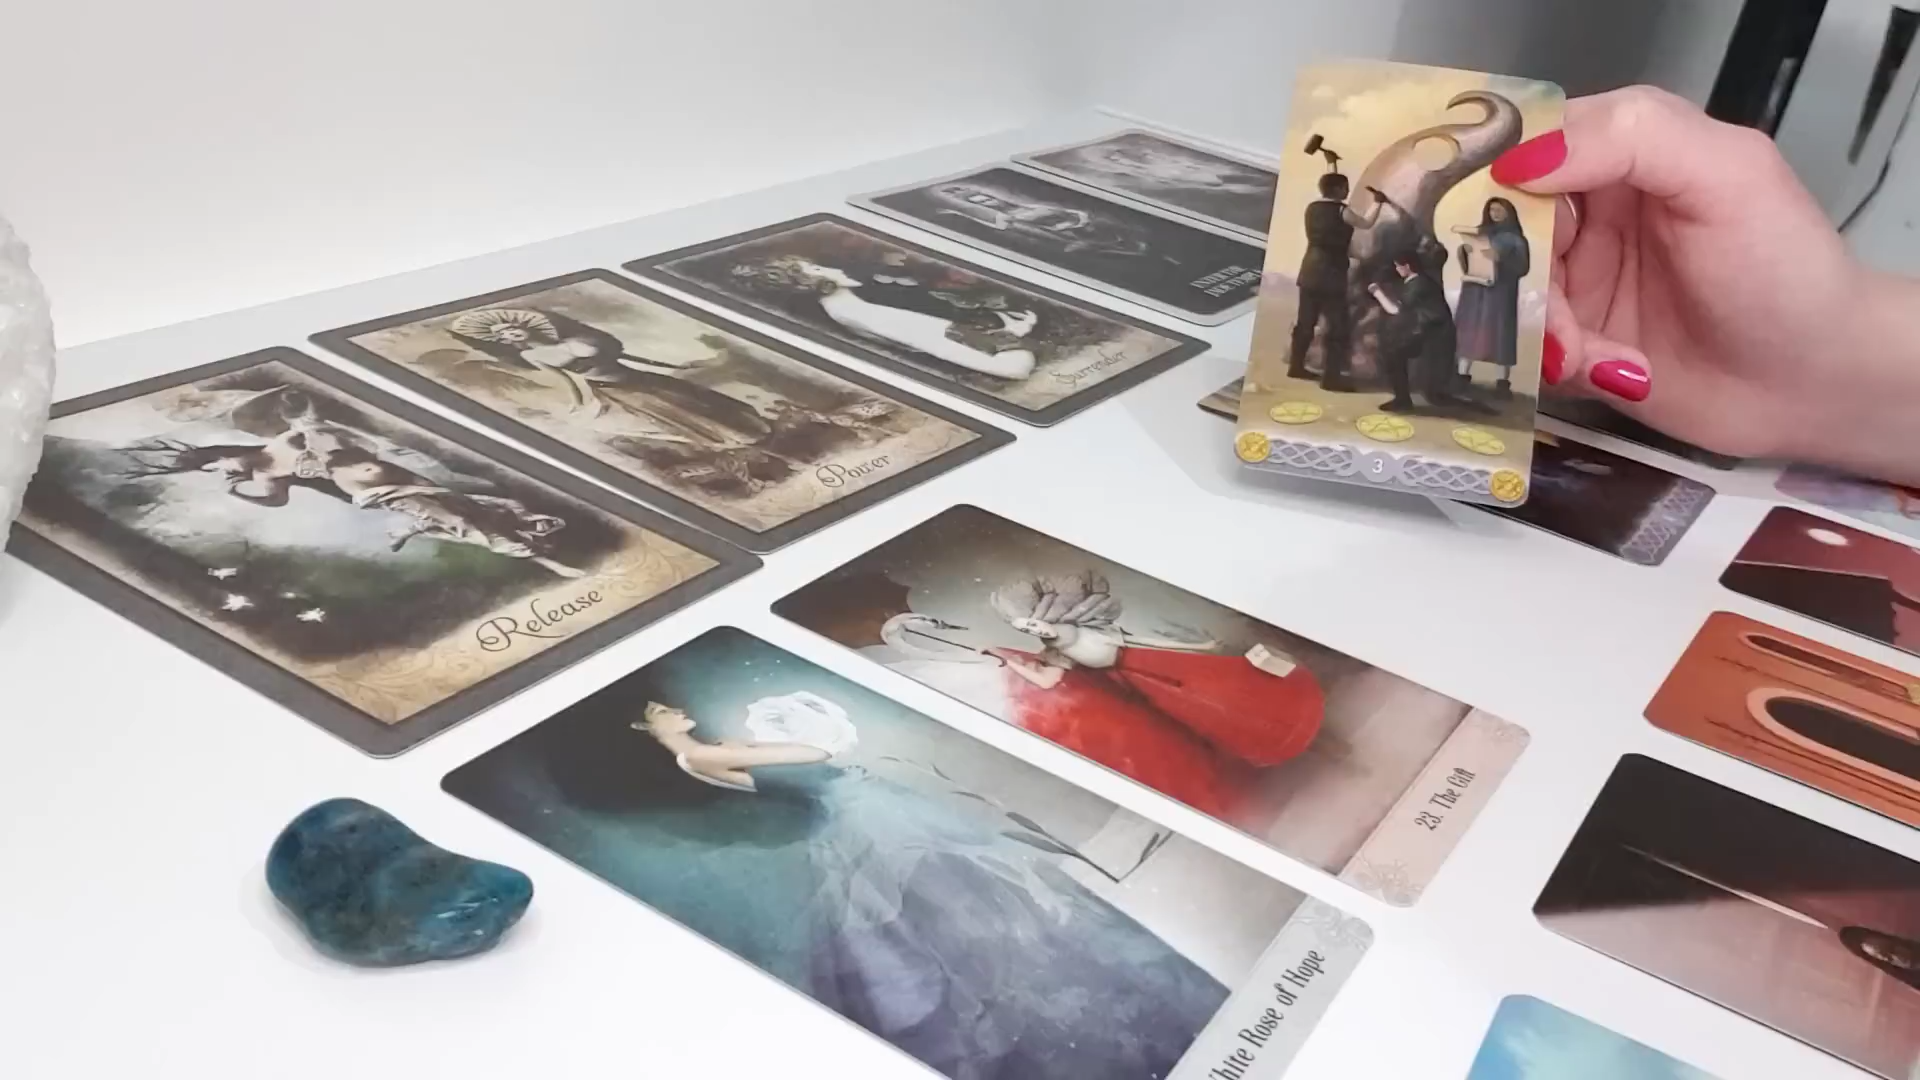 3
Surrender
Power
Release
23. The Gift
White Rose of Hope